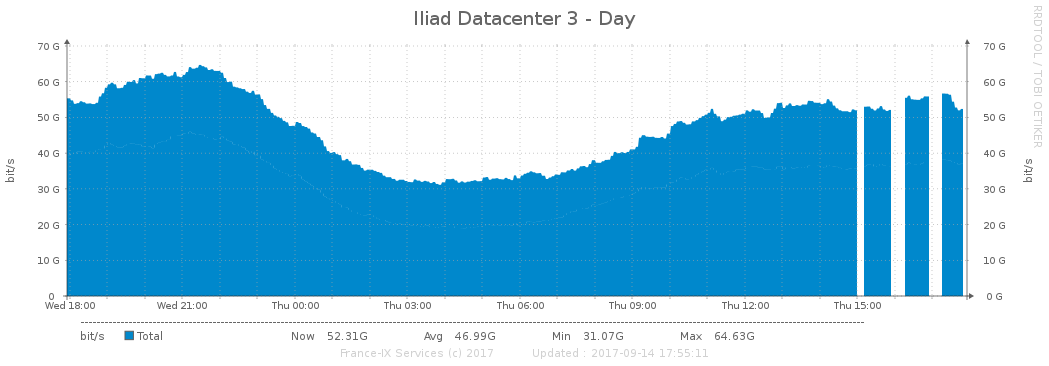 Iliad Datacenter 3 - Day
RRDTOOL / TOBI OETIKER
70 G 70 G
60 G 60 G
50 G 50 G
40 G 40 G
30 G 30 G
20 G 20 G
10 G 10 G
0 0 G
bit/s bit/s
Wed 18:00 Wed 21:00 Thu 00:00 Thu 03:00 Thu 06:00 Thu 09:00 Thu 12:00 Thu 15:00
bit/s Total Now 52.31G Avg 46.99G Min 31.07G Max 64.63G
France-IX Services (c) 2017 Updated : 2017-09-14 17:55:11